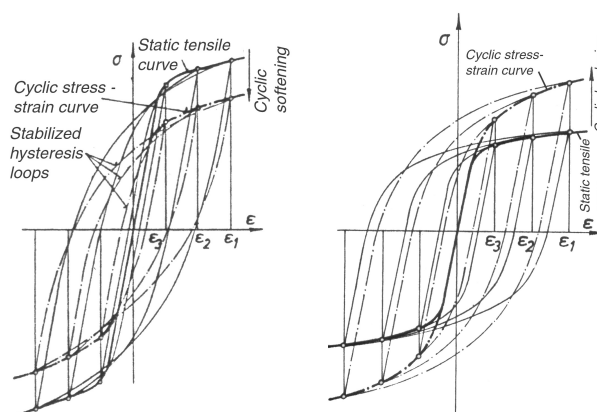 σ
Static tensile
curve
Cyclic stress -
strain curve
Stabilized
hysteresis
loops
Cyclic
softening
ε
ε3
ε2
ε1
σ
Cyclic stress-
strain curve
Static tensile
ε
ε3
ε2
ε1